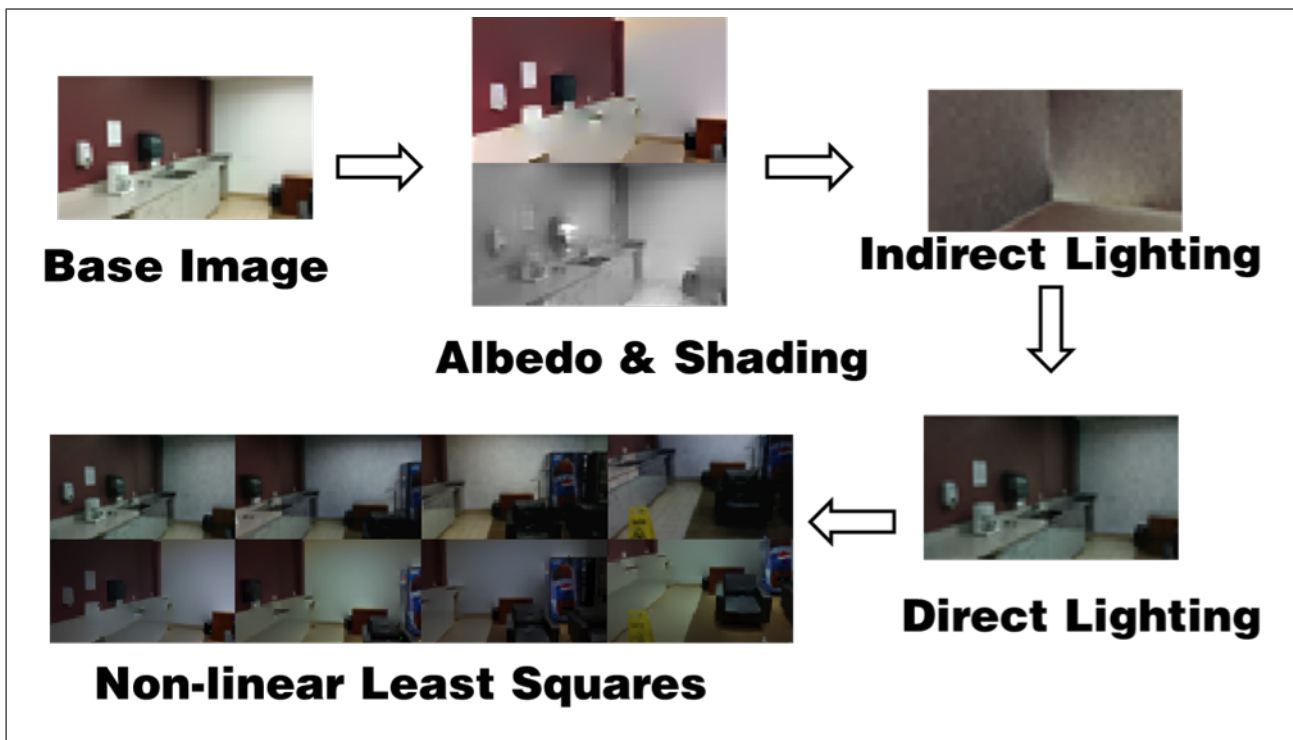 Base Image
Albedo & Shading
Indirect Lighting
Direct Lighting
Non-linear Least Squares